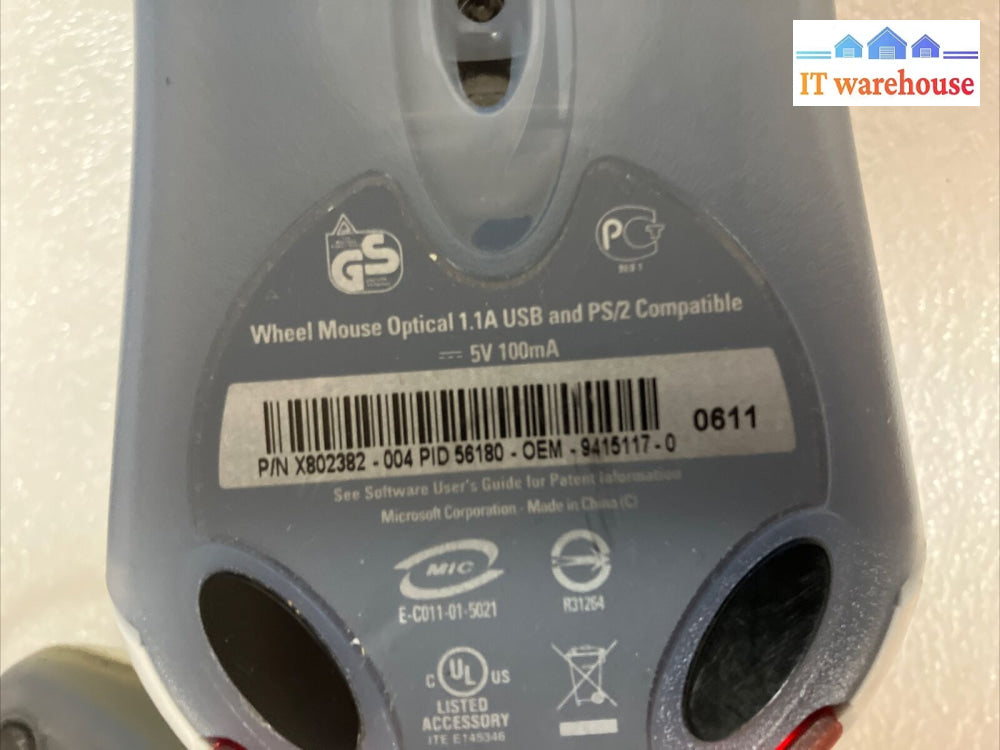 IT warehouse
GS
PCT
Wheel Mouse Optical 1.1A USB and PS/2 Compatible
5V 100mA
0611
P/N X802382 - 004 PID 56180 - OEM - 9415117 - 0
See Software User's Guide for Patent Information
Microsoft Corporation - Made in China (C)
MIC
E-C011-01-5021
R31264
C UL US
LISTED
ACCESSORY
ITE E145346